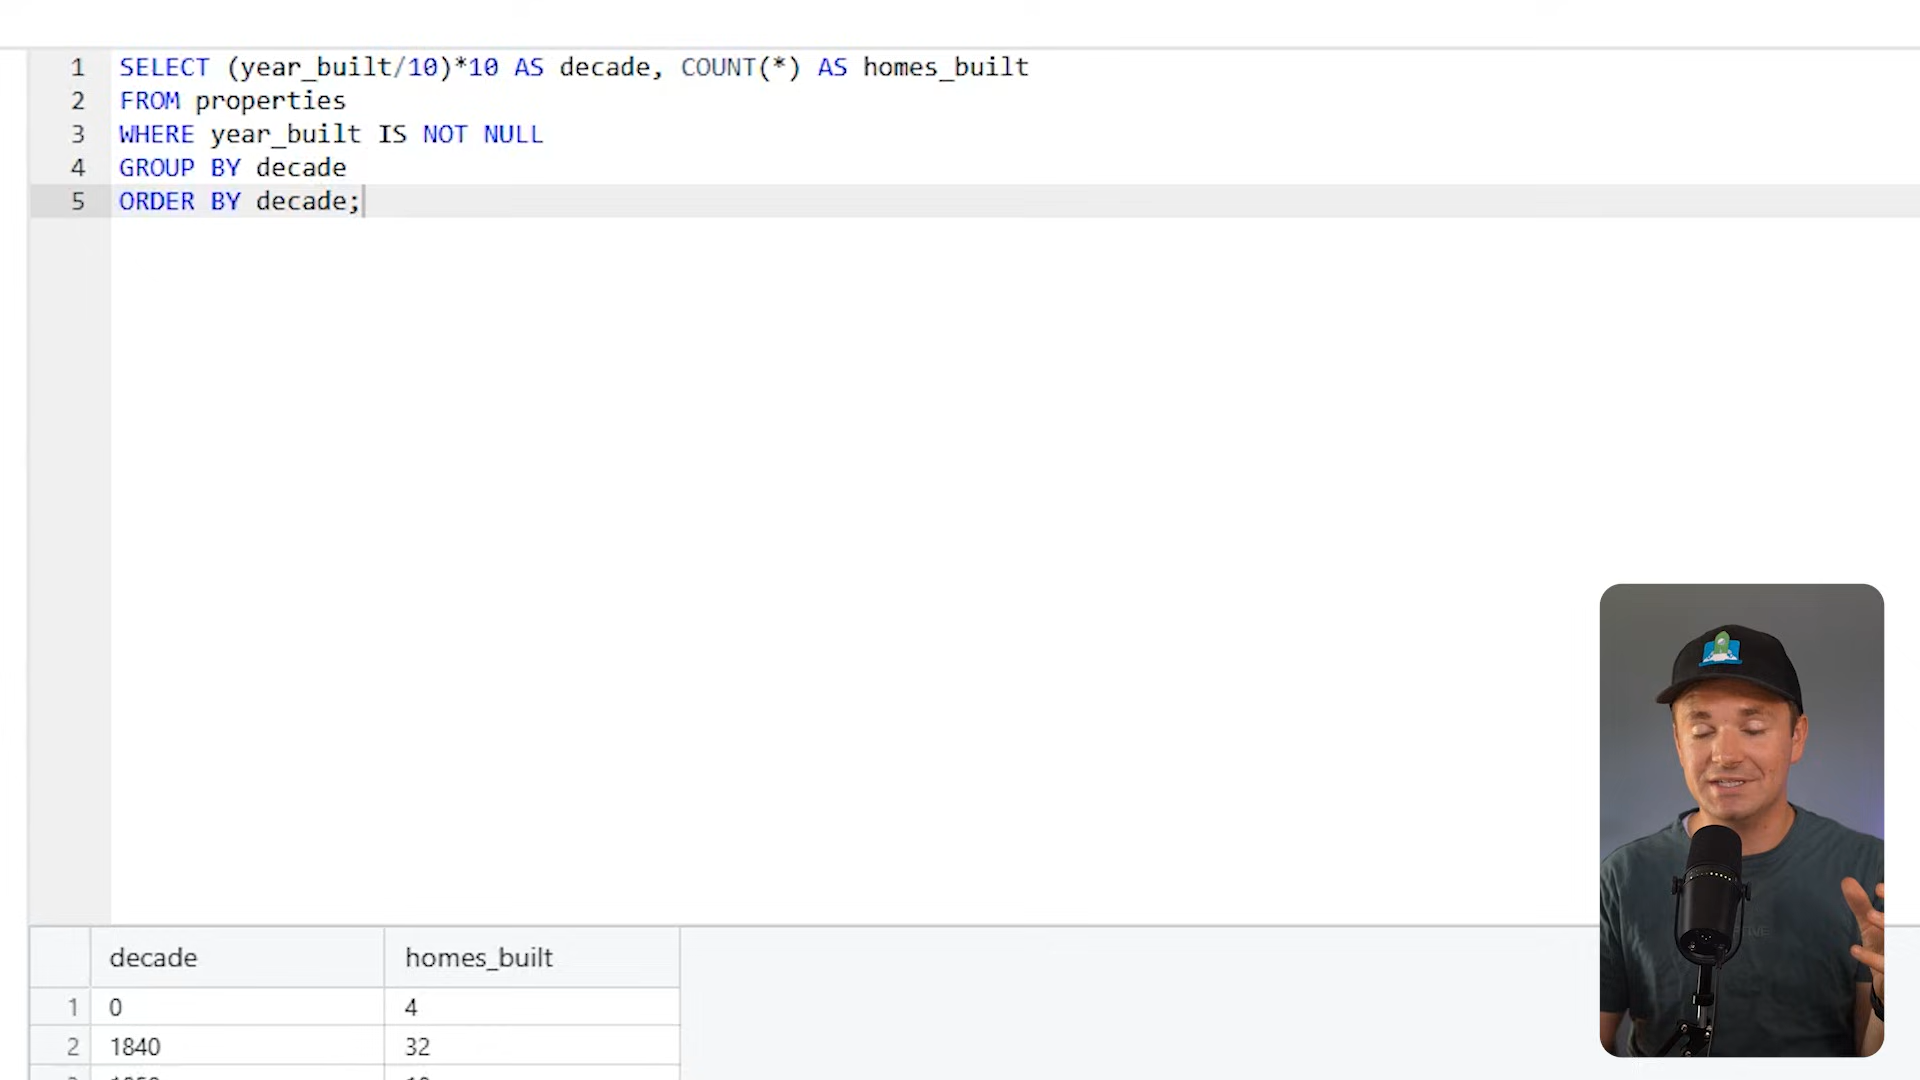 1 SELECT (year_built/10)*10 AS decade, COUNT(*) AS homes_built
2 FROM properties
3 WHERE year_built IS NOT NULL
4 GROUP BY decade
5 ORDER BY decade;
decade homes_built
1 0 4
2 1840 32